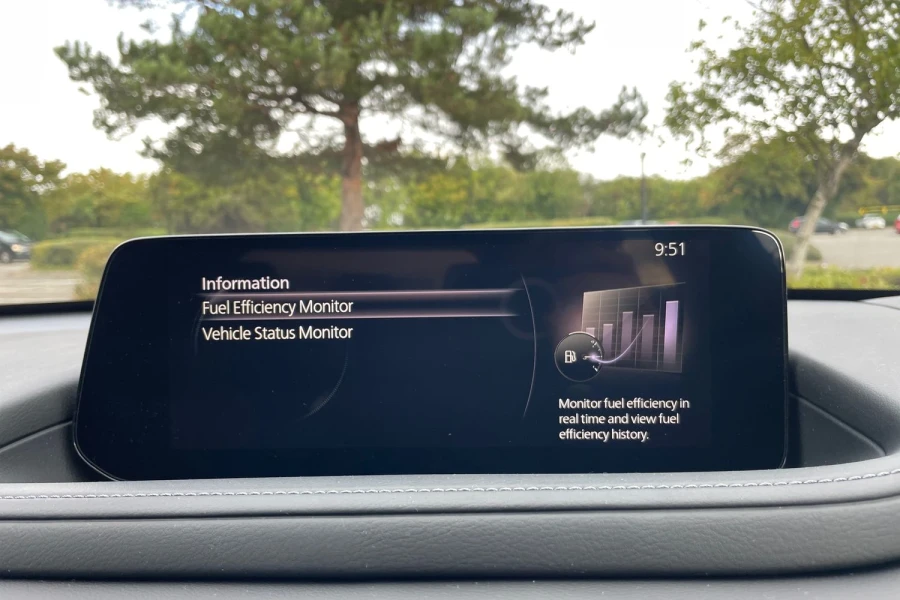 9:51
Information
Fuel Efficiency Monitor
Vehicle Status Monitor
Monitor fuel efficiency in
real time and view fuel
efficiency history.